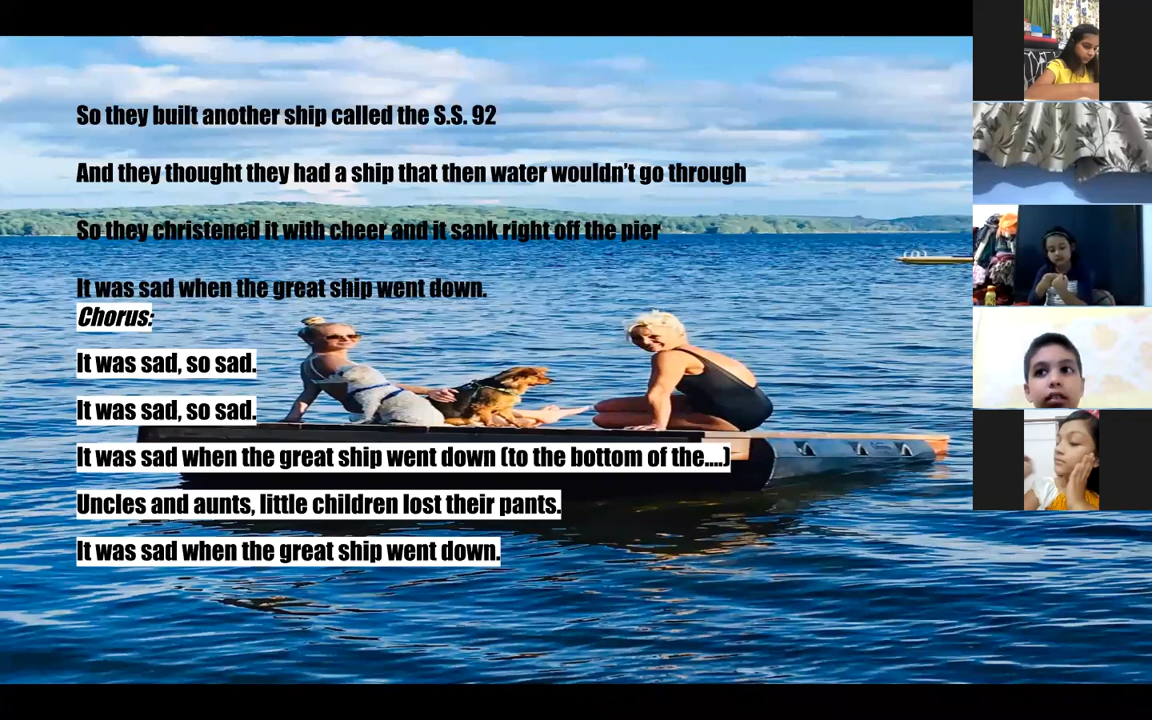 So they built another ship called the S.S. 92
And they thought they had a ship that then water wouldn't go through
So they christened it with cheer and it sank right off the pier
It was sad when the great ship went down.
Chorus:
It was sad, so sad.
It was sad, so sad.
It was sad when the great ship went down (to the bottom of the....)
Uncles and aunts, little children lost their pants.
It was sad when the great ship went down.